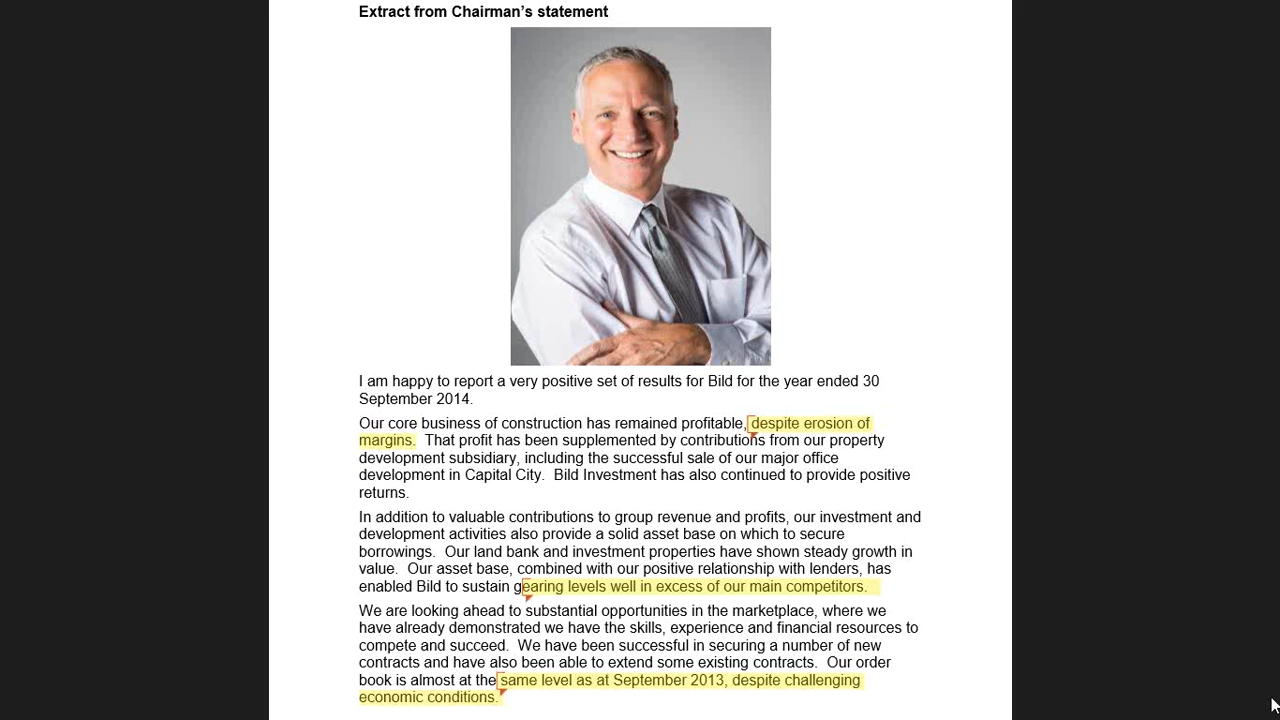 Extract from Chairman’s statement
I am happy to report a very positive set of results for Bild for the year ended 30
September 2014.
Our core business of construction has remained profitable, despite erosion of
margins.  That profit has been supplemented by contributions from our property
development subsidiary, including the successful sale of our major office
development in Capital City.  Bild Investment has also continued to provide positive
returns.
In addition to valuable contributions to group revenue and profits, our investment and
development activities also provide a solid asset base on which to secure
borrowings.  Our land bank and investment properties have shown steady growth in
value.  Our asset base, combined with our positive relationship with lenders, has
enabled Bild to sustain gearing levels well in excess of our main competitors.
We are looking ahead to substantial opportunities in the marketplace, where we
have already demonstrated we have the skills, experience and financial resources to
compete and succeed.  We have been successful in securing a number of new
contracts and have also been able to extend some existing contracts.  Our order
book is almost at the same level as at September 2013, despite challenging
economic conditions.